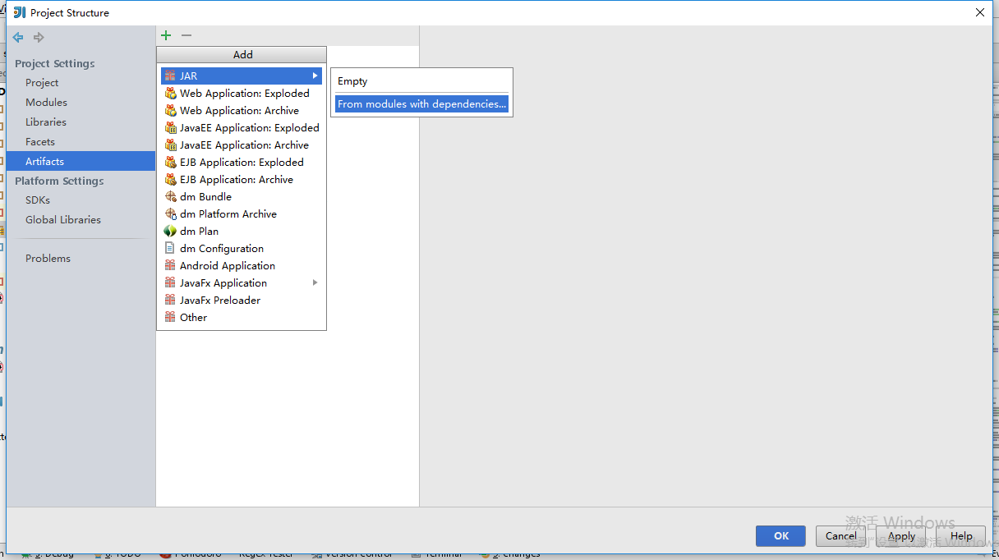 Project Structure
Project Settings
Project
Modules
Libraries
Facets
Artifacts
Platform Settings
SDKs
Global Libraries
Problems
Add
JAR
Web Application: Exploded
Web Application: Archive
JavaEE Application: Exploded
JavaEE Application: Archive
EJB Application: Exploded
EJB Application: Archive
dm Bundle
dm Platform Archive
dm Plan
dm Configuration
Android Application
JavaFx Application
JavaFx Preloader
Other
Empty
From modules with dependencies...
激活 Windows
OK
Cancel
Apply
Help